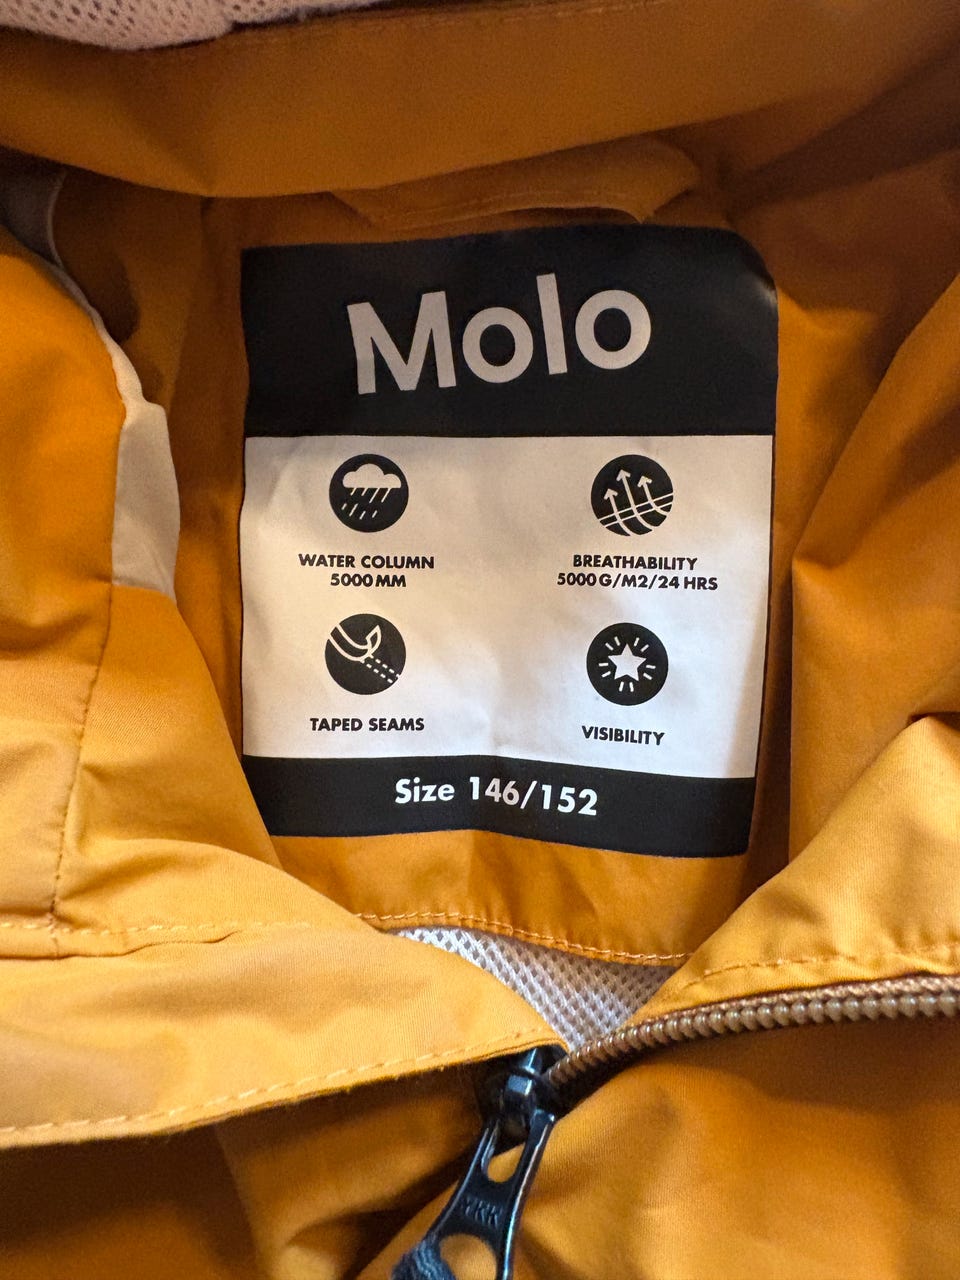 Molo
WATER COLUMN
5000 MM
BREATHABILITY
5000 G/M2/24 HRS
TAPED SEAMS
VISIBILITY
Size 146/152